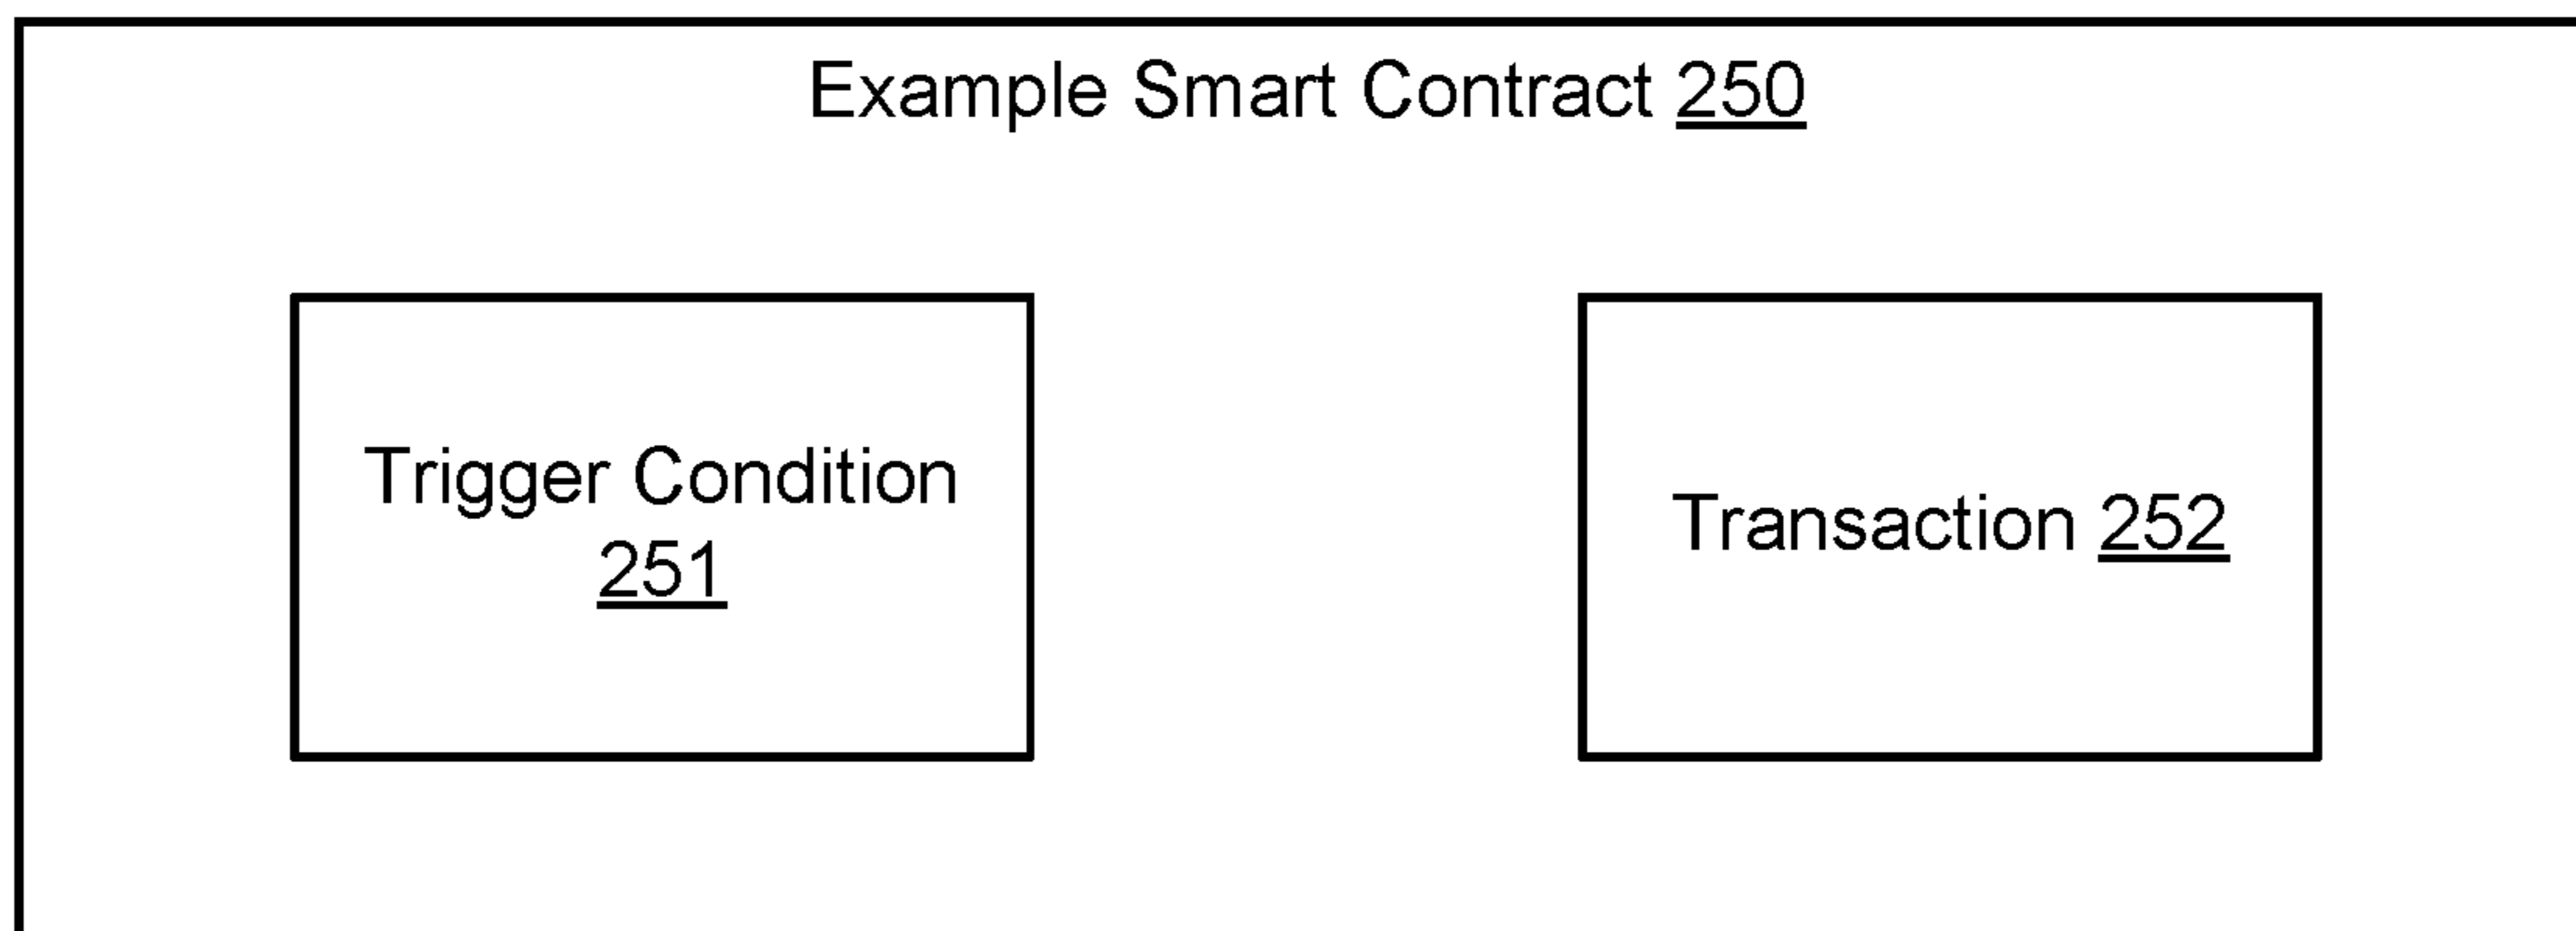 Example Smart Contract 250
Trigger Condition
251
Transaction 252